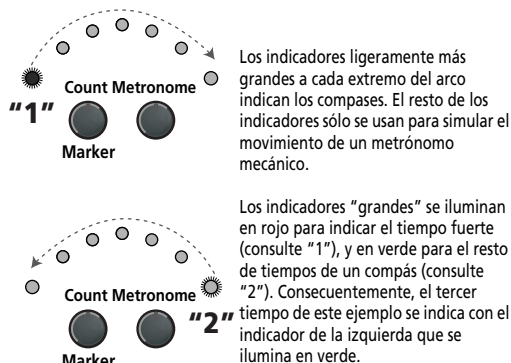 Count Metronome
"1"
Marker
Los indicadores ligeramente más
grandes a cada extremo del arco
indican los compases. El resto de los
indicadores sólo se usan para simular el
movimiento de un metrónomo
mecánico.
Los indicadores “grandes” se iluminan
en rojo para indicar el tiempo fuerte
(consulte “1”), y en verde para el resto
de tiempos de un compás (consulte
“2”). Consecuentemente, el tercer
tiempo de este ejemplo se indica con el
indicador de la izquierda que se
ilumina en verde.
Count Metronome
“2”
Marker